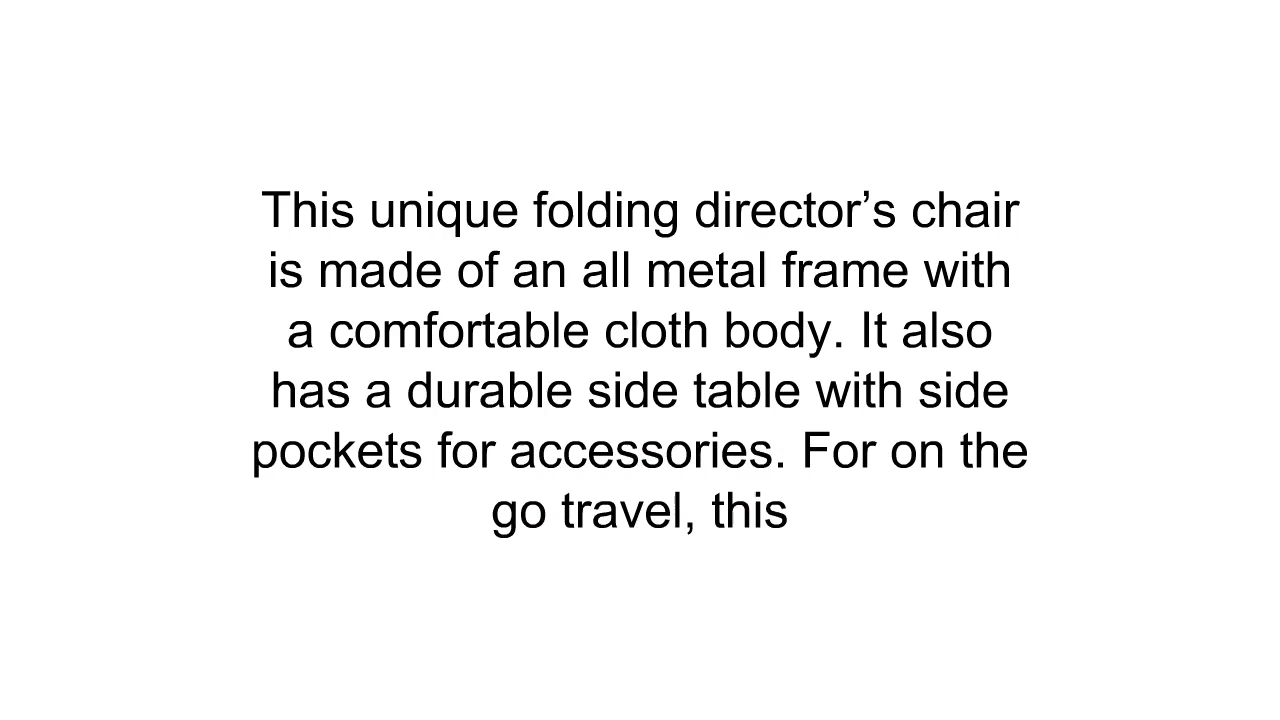 This unique folding director’s chair
is made of an all metal frame with
a comfortable cloth body. It also
has a durable side table with side
pockets for accessories. For on the
go travel, this